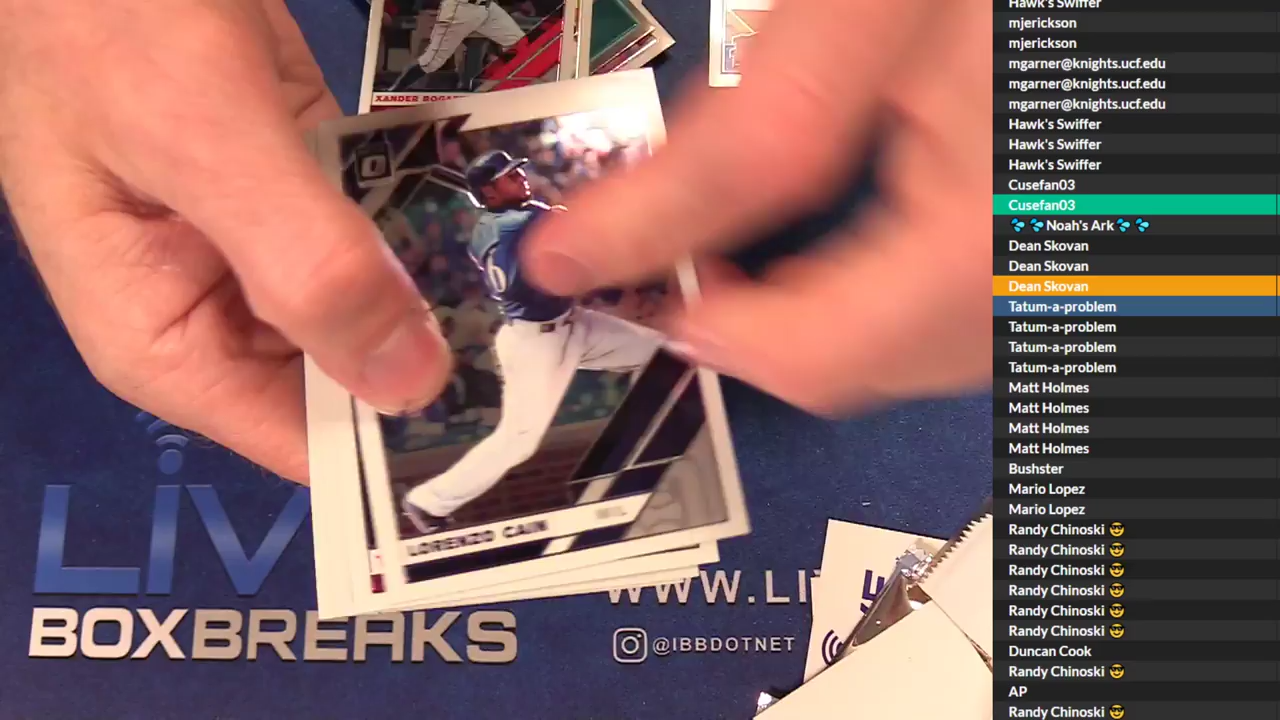 XANDER BOGA
LORENZO CAIN
MIL
6
LIV
BOXBREAKS
WWW.LI
@IBBDOTNET
Hawk's Swiffer
mjerickson
mjerickson
mgarner@knights.ucf.edu
mgarner@knights.ucf.edu
mgarner@knights.ucf.edu
Hawk's Swiffer
Hawk's Swiffer
Hawk's Swiffer
Cusefan03
Cusefan03
💦 💦 Noah's Ark 💦 💦
Dean Skovan
Dean Skovan
Dean Skovan
Tatum-a-problem
Tatum-a-problem
Tatum-a-problem
Tatum-a-problem
Matt Holmes
Matt Holmes
Matt Holmes
Matt Holmes
Bushster
Mario Lopez
Mario Lopez
Randy Chinoski 😎
Randy Chinoski 😎
Randy Chinoski 😎
Randy Chinoski 😎
Randy Chinoski 😎
Randy Chinoski 😎
Duncan Cook
Randy Chinoski 😎
AP
Randy Chinoski 😎